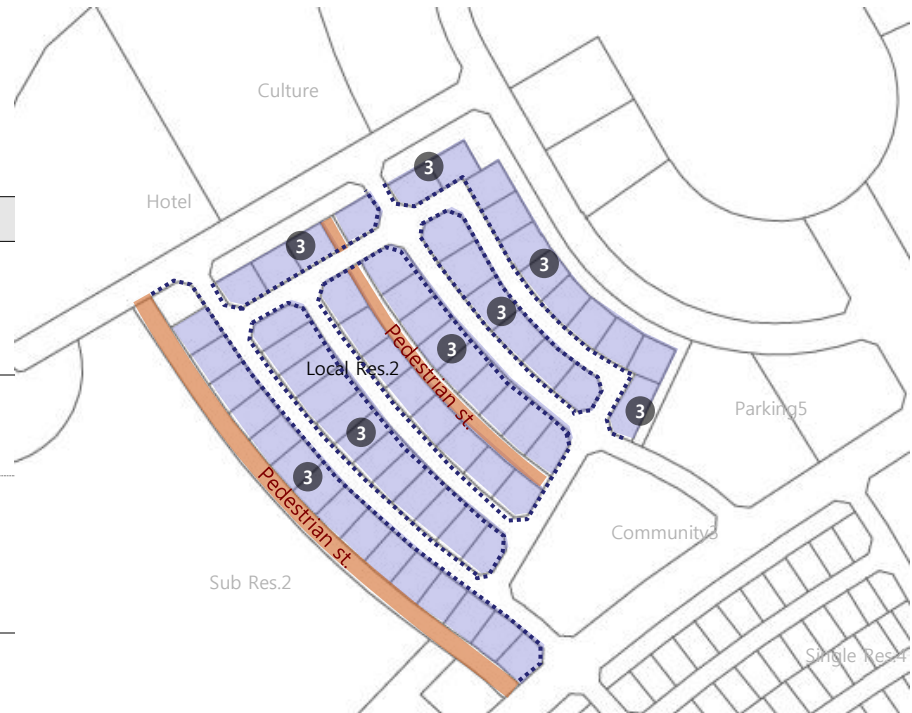 Culture
3
Hotel
3
3
3
Pedestrian st.
3
Local Res.2
3
Parking5
3
3
Pedestrian st.
Community3
Sub Res.2
Single Res.4